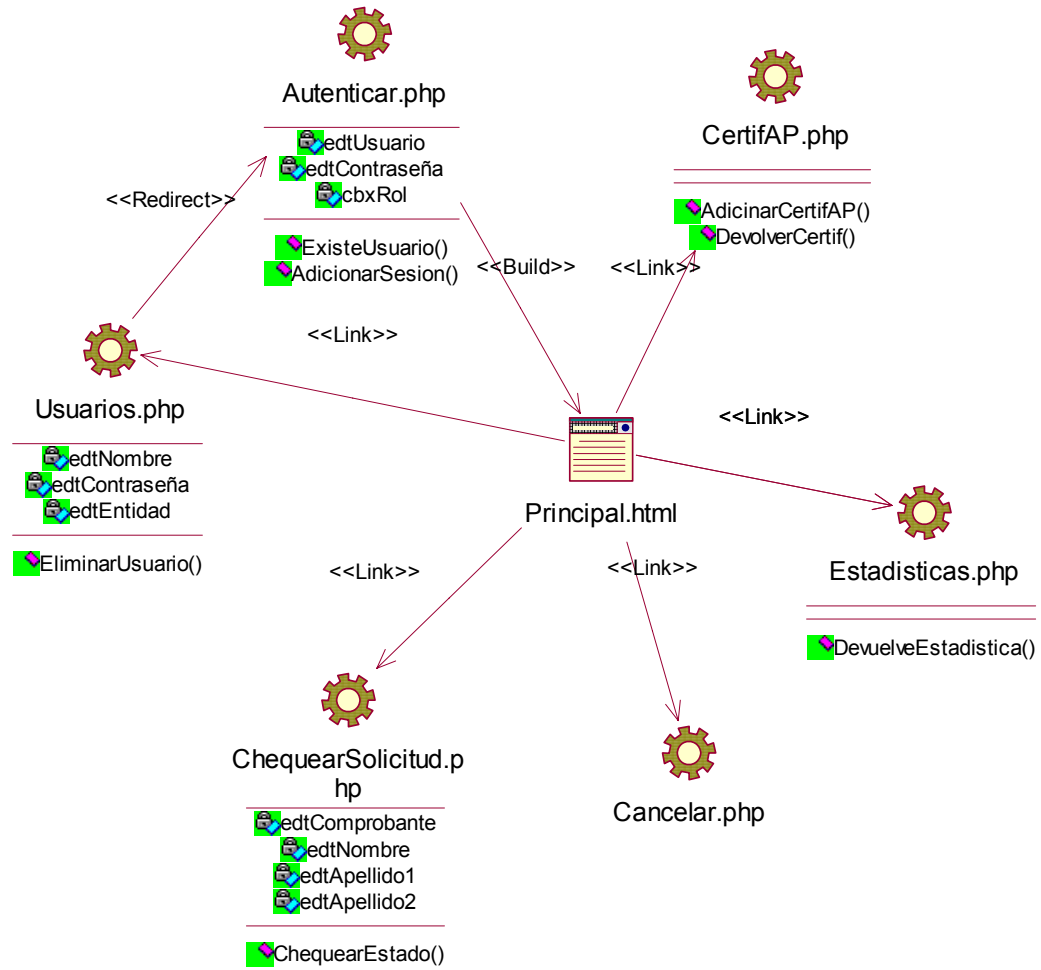 Autenticar.php
edtUsuario
edtContraseña
cbxRol
ExisteUsuario()
AdicionarSesion()
CertifAP.php
AdicinarCertifAP()
DevolverCertif()
<<Redirect>>
<<Build>>
<<Link>>
<<Link>>
Usuarios.php
edtNombre
edtContraseña
edtEntidad
EliminarUsuario()
<<Link>>
Principal.html
Estadisticas.php
DevuelveEstadistica()
<<Link>>
<<Link>>
ChequearSolicitud.p
hp
edtComprobante
edtNombre
edtApellido1
edtApellido2
ChequearEstado()
Cancelar.php